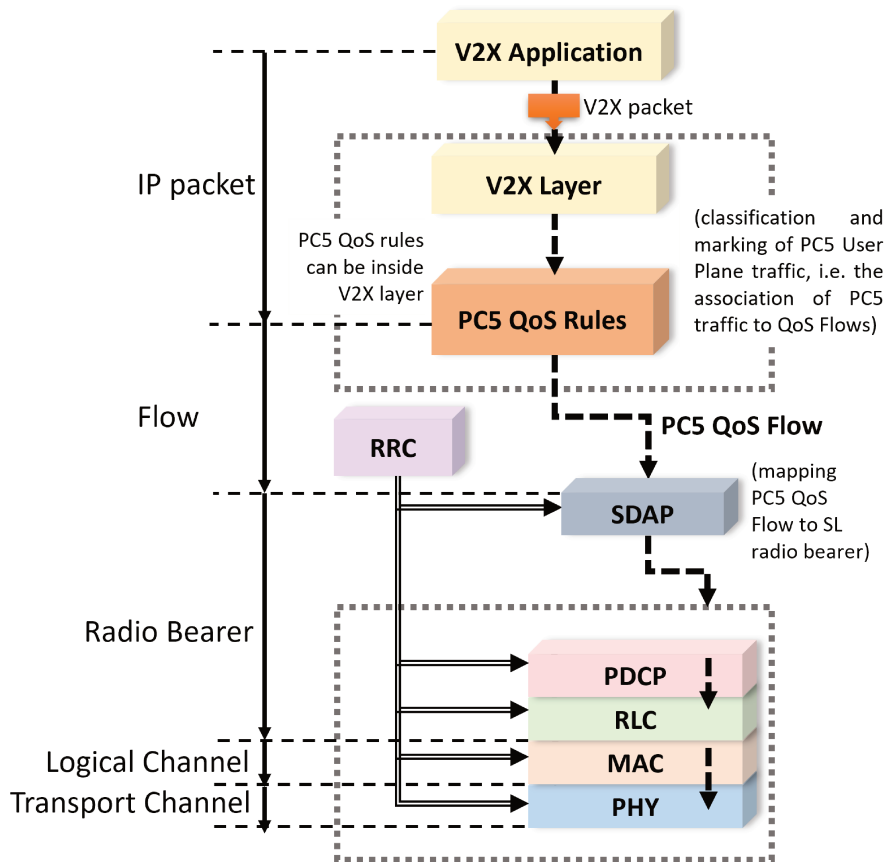 V2X Application
V2X packet
IP packet
V2X Layer
PC5 QoS rules
can be inside
V2X layer
(classification and
marking of PC5 User
Plane traffic, i.e. the
association of PC5
traffic to QoS Flows)
PC5 QoS Rules
Flow
PC5 QoS Flow
RRC
SDAP
(mapping
PC5 QoS
Flow to SL
radio bearer)
Radio Bearer
PDCP
RLC
Logical Channel
MAC
Transport Channel
PHY